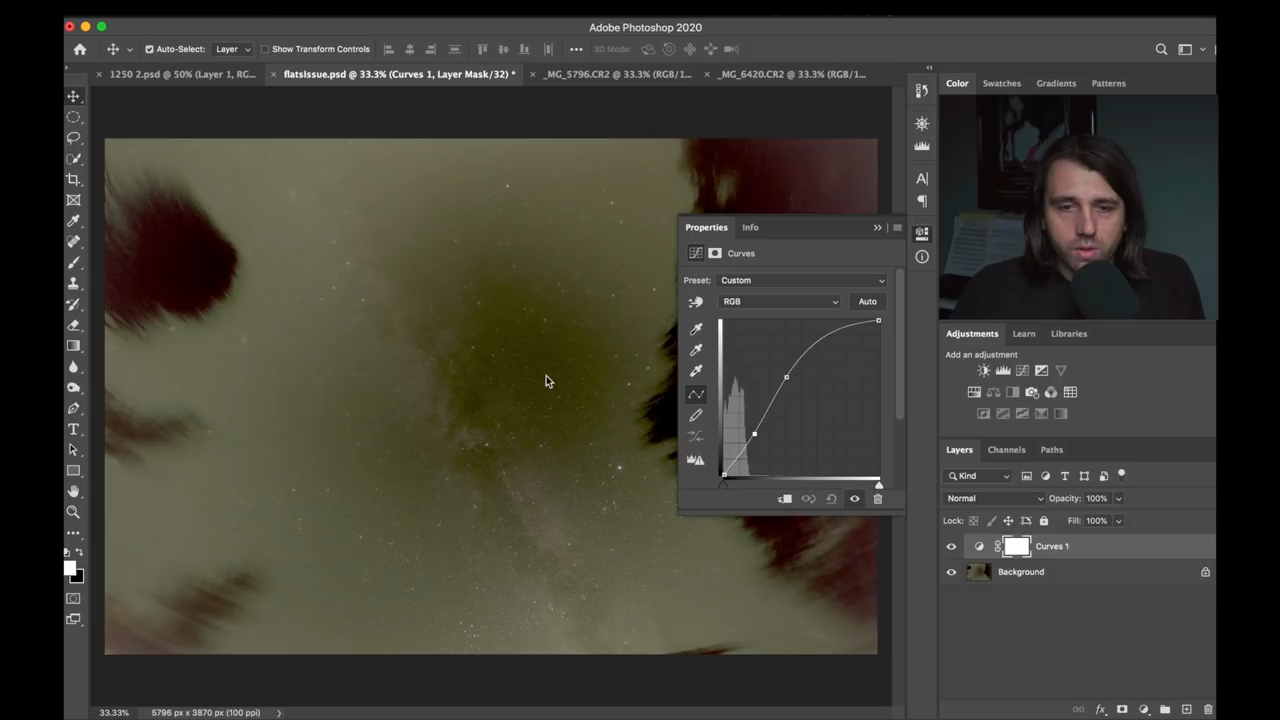 Adobe Photoshop 2020
Auto-Select: Layer Show Transform Controls 3D Mode:
1250 2.psd @ 50% (Layer 1, RG... flatsIssue.psd @ 33.3% (Curves 1, Layer Mask/32) * _MG_5796.CR2 @ 33.3% (RGB/1... _MG_6420.CR2 @ 33.3% (RGB/1...
Color Swatches Gradients Patterns
Properties Info
Curves
Preset: Custom
RGB Auto
Adjustments Learn Libraries
Add an adjustment
Layers Channels Paths
Kind
Normal Opacity: 100%
Lock: Fill: 100%
Curves 1
Background
33.33% 5796 px x 3870 px (100 ppi)